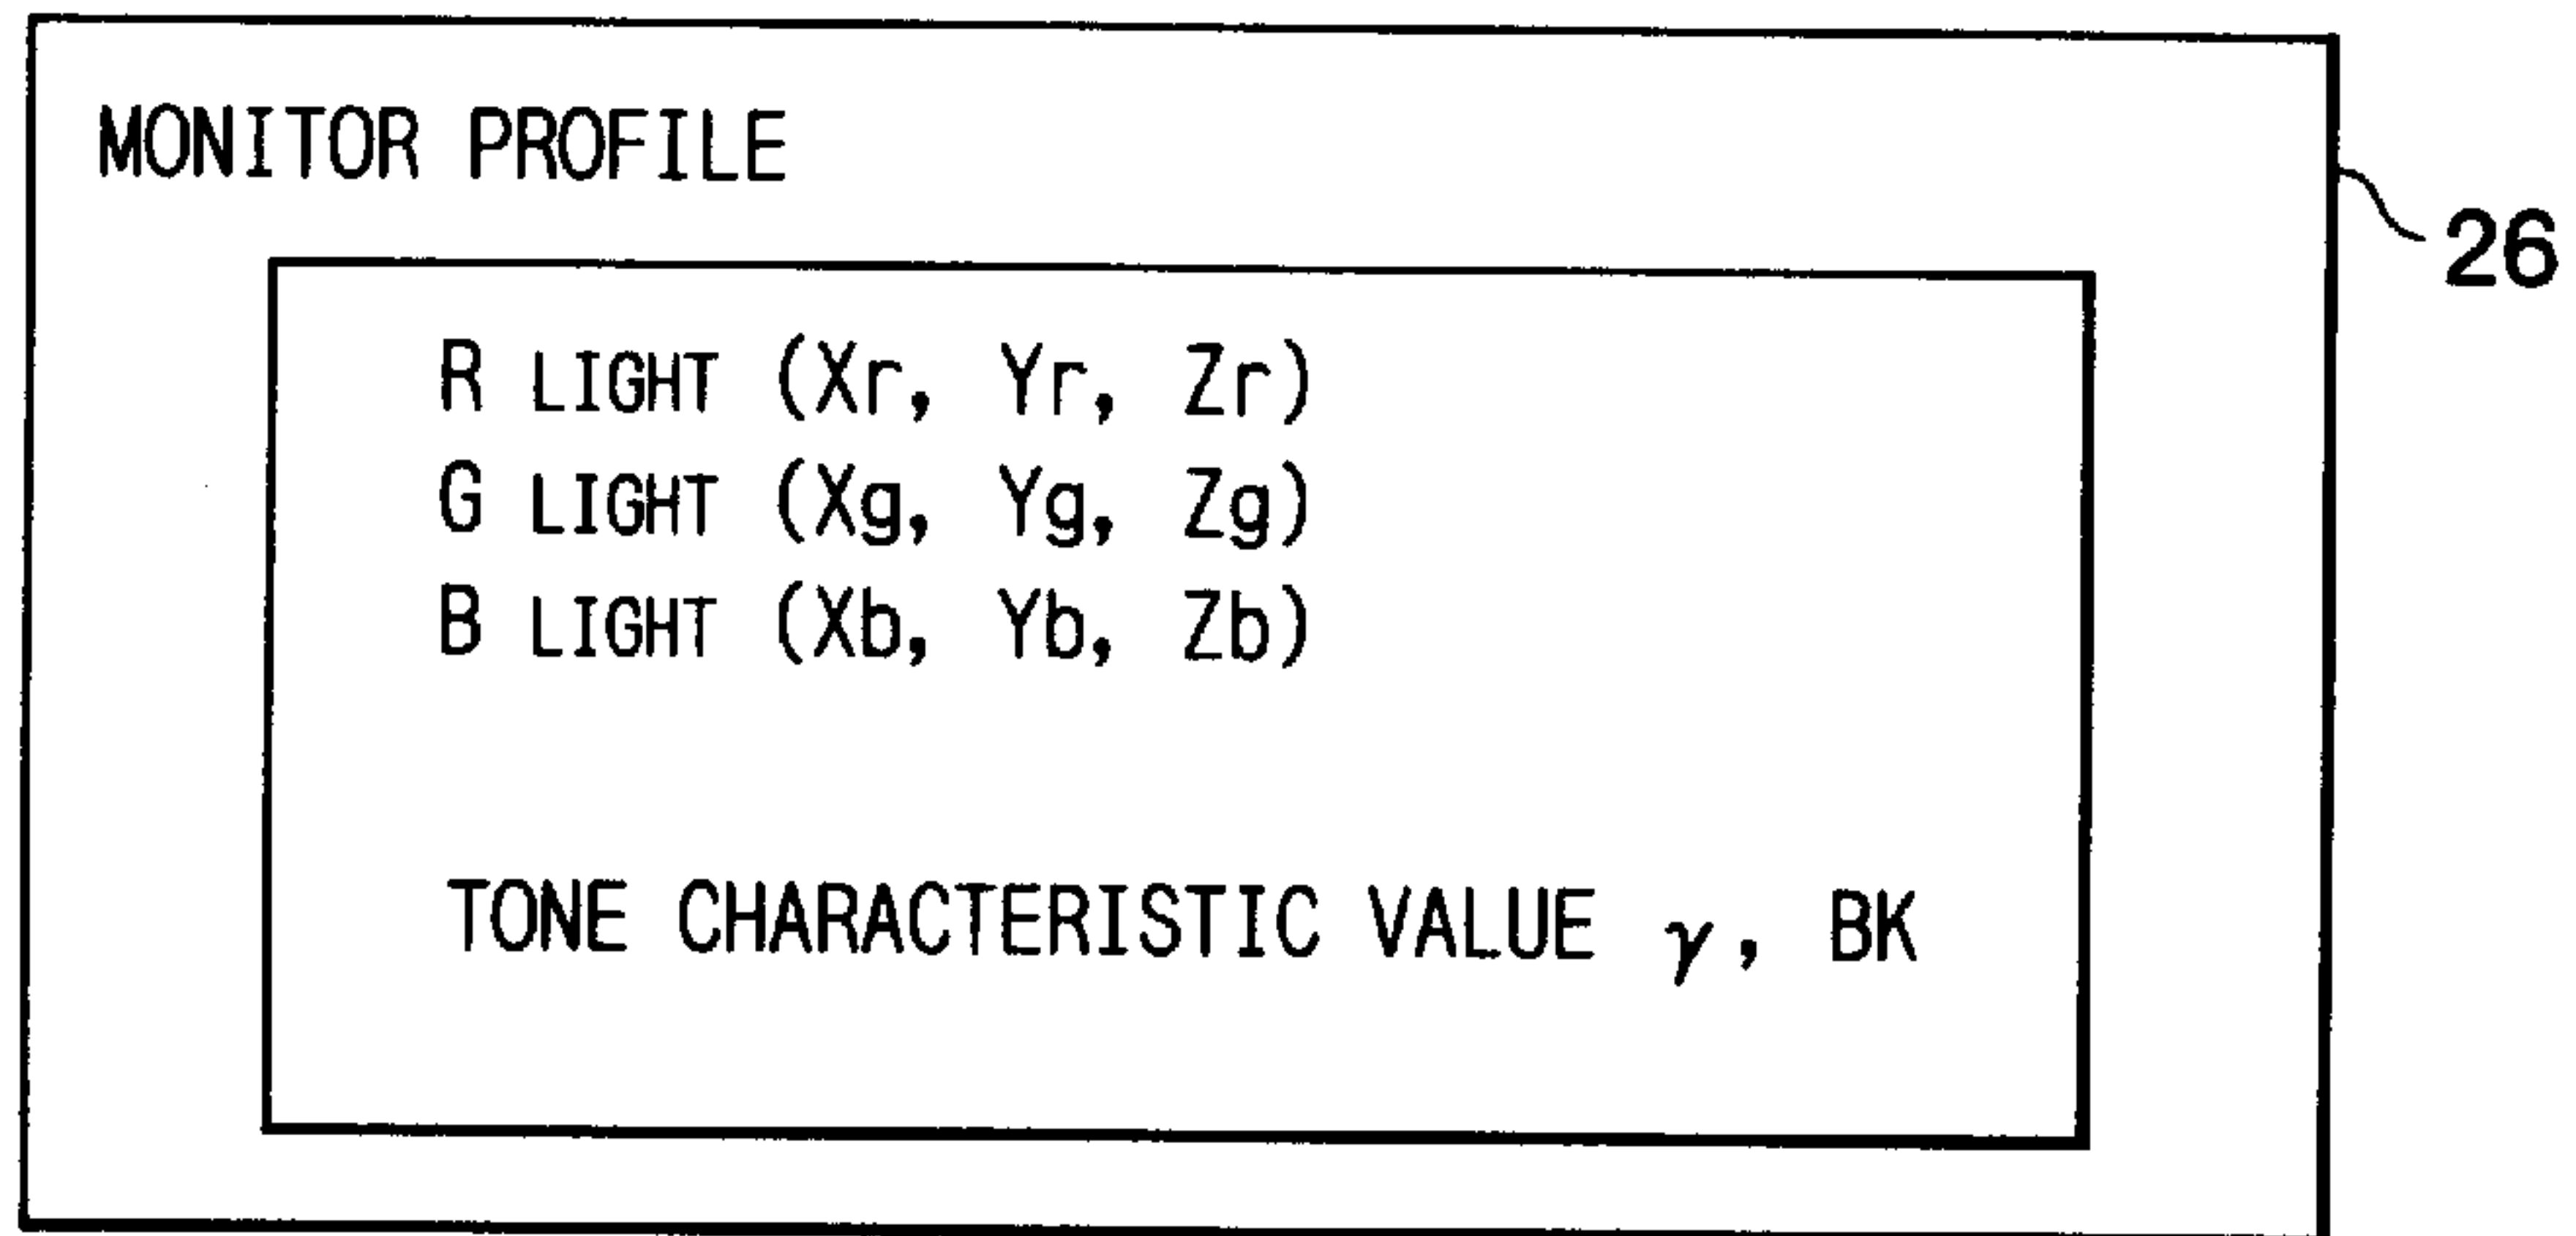 MONITOR PROFILE
26
R LIGHT (Xr, Yr, Zr)
G LIGHT (Xg, Yg, Zg)
B LIGHT (Xb, Yb, Zb)
TONE CHARACTERISTIC VALUE γ, BK